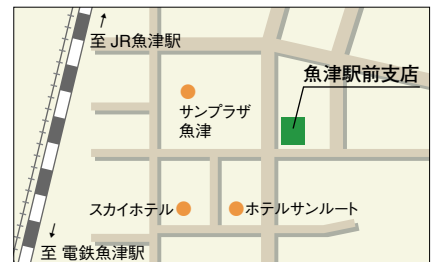 至 JR魚津駅
魚津駅前支店
サンプラザ
魚津
スカイホテル
ホテルサンルート
至 電鉄魚津駅